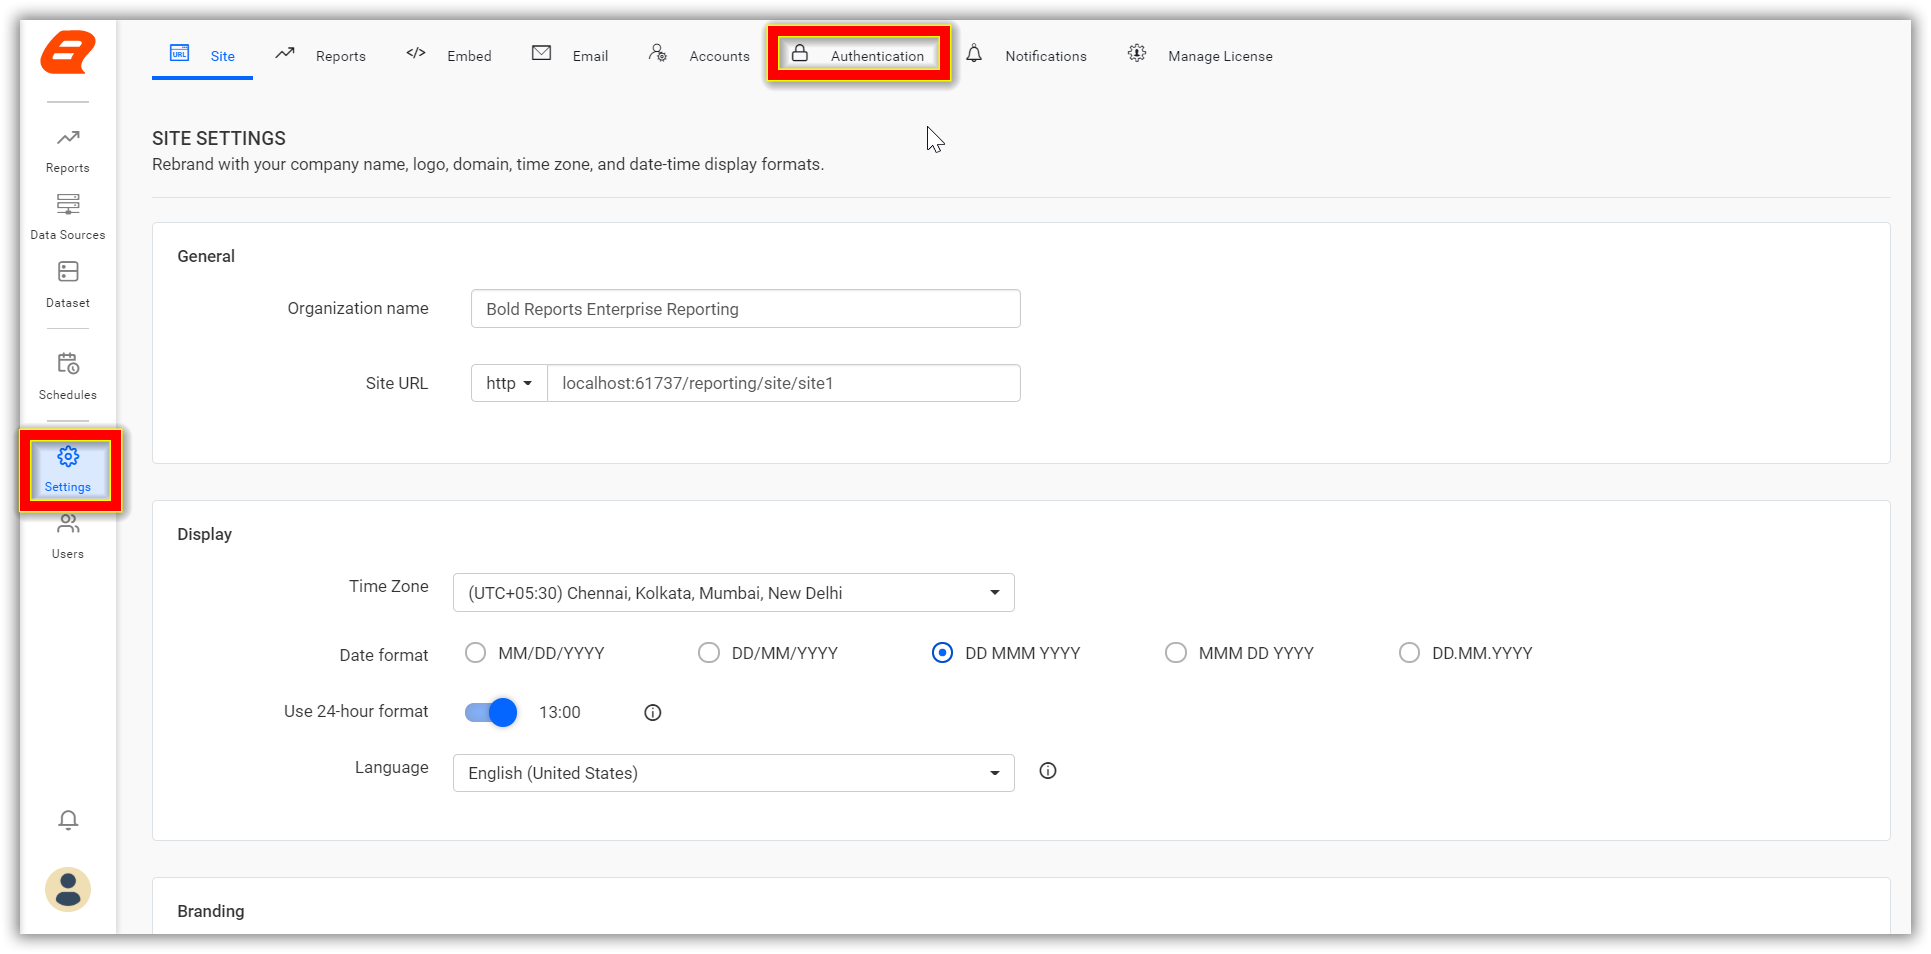 URL Site Reports </> Embed Email Accounts Authentication Notifications Manage License
Reports
Data Sources
Dataset
Schedules
Settings
Users
SITE SETTINGS
Rebrand with your company name, logo, domain, time zone, and date-time display formats.
General
Organization name Bold Reports Enterprise Reporting
Site URL http localhost:61737/reporting/site/site1
Display
Time Zone (UTC+05:30) Chennai, Kolkata, Mumbai, New Delhi
Date format MM/DD/YYYY DD/MM/YYYY DD MMM YYYY MMM DD YYYY DD.MM.YYYY
Use 24-hour format 13:00
Language English (United States)
Branding